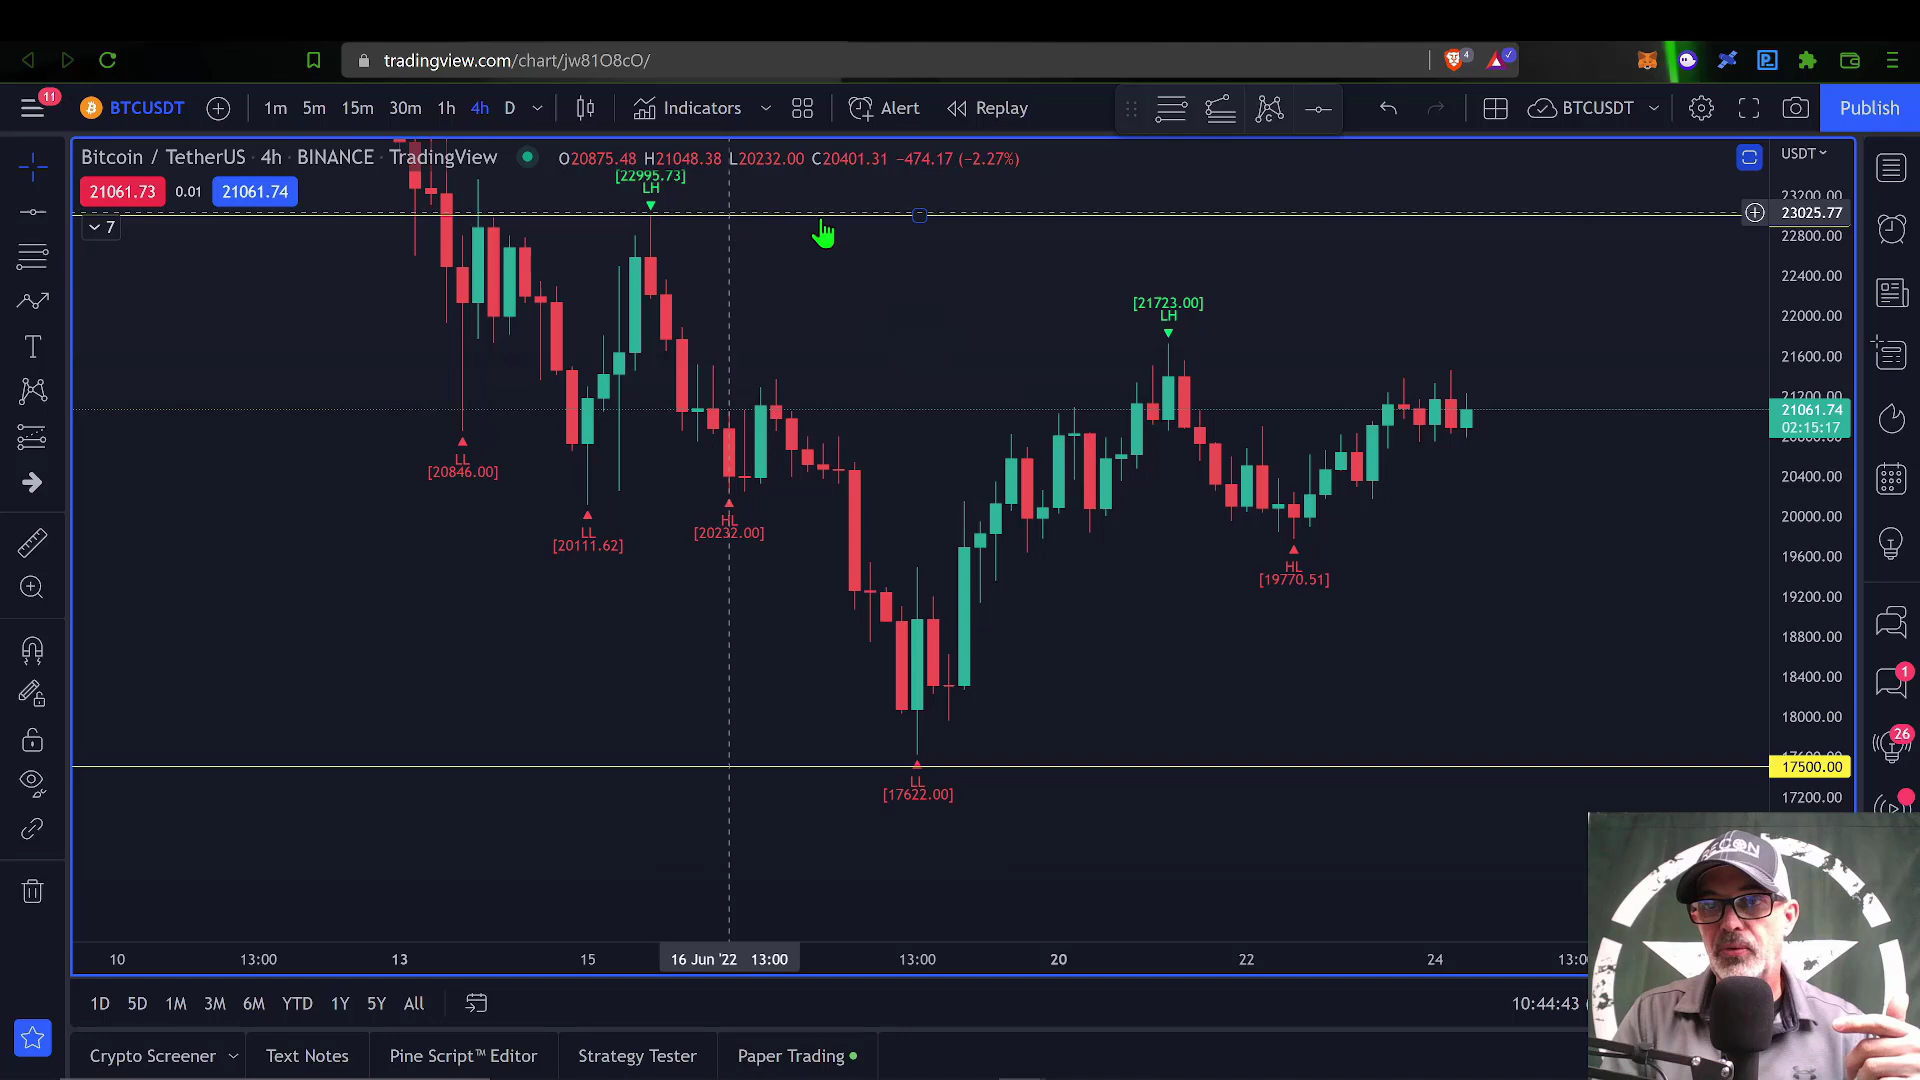 tradingview.com/chart/jw81O8cO/
4
11
BTCUSDT
1m 5m 15m 30m 1h 4h D
Indicators
Alert
Replay
BTCUSDT
Publish
Bitcoin / TetherUS · 4h · BINANCE · TradingView
O20875.48 H21048.38 L20232.00 C20401.31 −474.17 (−2.27%)
USDT
21061.73 0.01 21061.74
7
[22995.73]
LH
[21723.00]
LH
LL
[20846.00]
LL
[20111.62]
HL
[20232.00]
HL
[19770.51]
LL
[17622.00]
23200.00
23025.77
22800.00
22400.00
22000.00
21600.00
21061.74
02:15:17
20400.00
20000.00
19600.00
19200.00
18800.00
18400.00
18000.00
17500.00
17200.00
1
26
RECON
10 13:00 13 15 16 Jun '22 13:00 13:00 20 22 24
1D 5D 1M 3M 6M YTD 1Y 5Y All
10:44:43
Crypto Screener Text Notes Pine Script™ Editor Strategy Tester Paper Trading